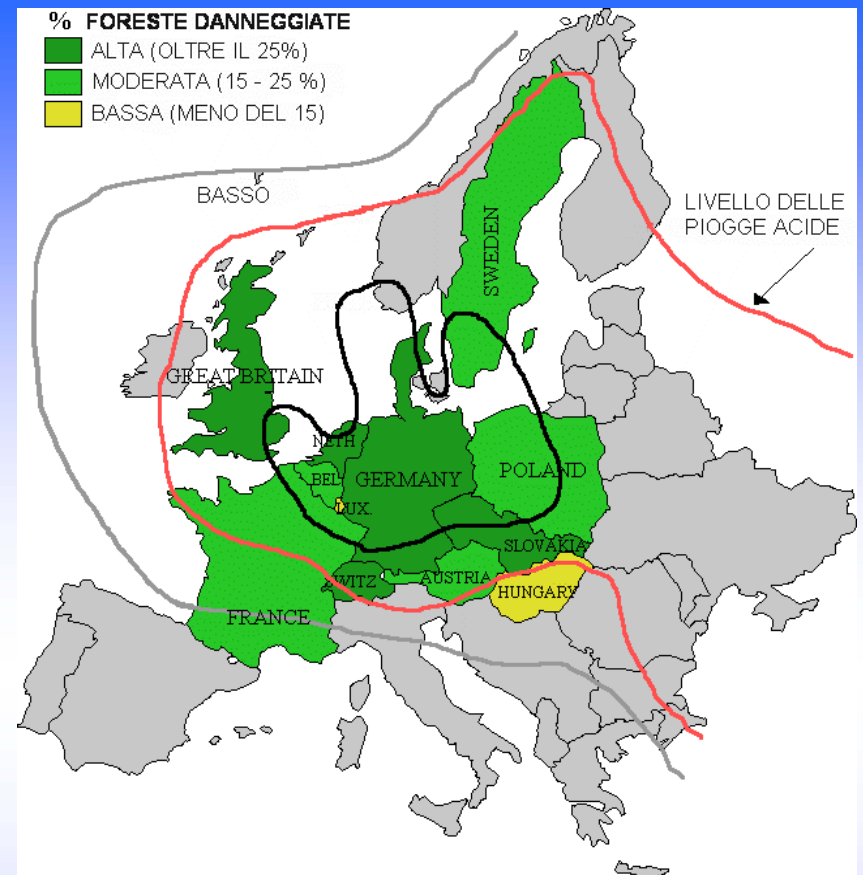 % FORESTE DANNEGGIATE
ALTA (OLTRE IL 25%)
MODERATA (15 - 25 %)
BASSA (MENO DEL 15)
BASSO
LIVELLO DELLE
PIOGGE ACIDE
SWEDEN
GREAT BRITAIN
NETH
BEL
LUX.
GERMANY
POLAND
SLOVAKIA
SWITZ
AUSTRIA
HUNGARY
FRANCE